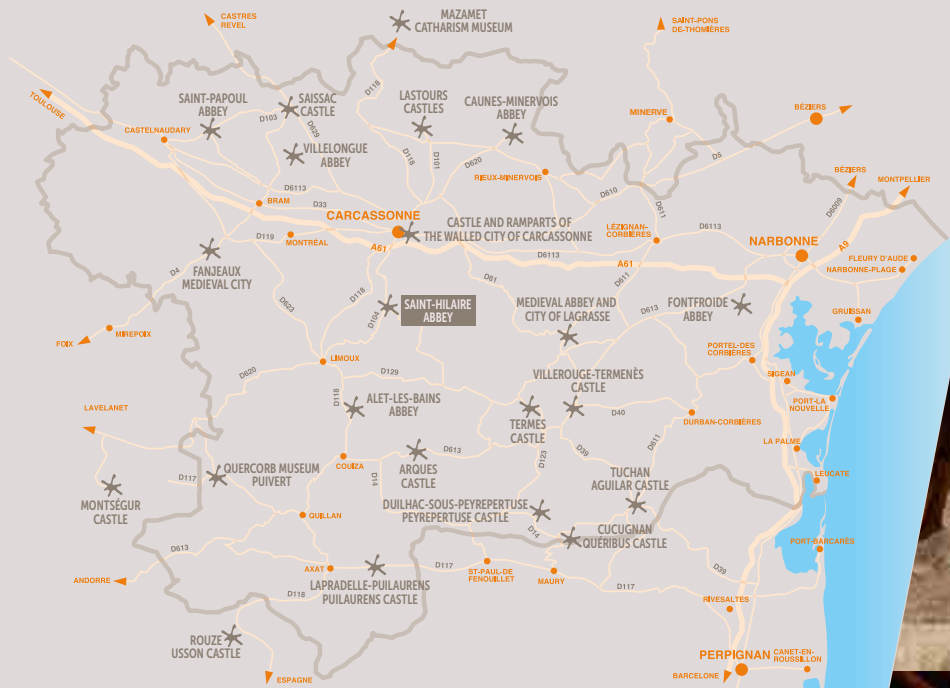 MAZAMET
CATHARISM MUSEUM
CASTRES
REVEL
SAINT-PONS
DE-THOMIÈRES
TOULOUSE
D118
SAINT-PAPOUL
ABBEY
SAISSAC
CASTLE
LASTOURS
CASTLES
CAUNES-MINERVOIS
ABBEY
MINERVE
BÉZIERS
CASTELNAUDARY
D103
D629
VILLELONGUE
ABBEY
D118
D101
D620
D5
RIEUX-MINERVOIS
BÉZIERS
MONTPELLIER
D6113
D610
D611
D6009
BRAM
D33
CARCASSONNE
CASTLE AND RAMPARTS OF
THE WALLED CITY OF CARCASSONNE
LÉZIGNAN-
CORBIÈRES
D6113
NARBONNE
A9
D119
MONTRÉAL
A61
D6113
A61
FLEURY D'AUDE
NARBONNE-PLAGE
D4
FANJEAUX
MEDIEVAL CITY
D61
D611
D623
D118
D104
SAINT-HILAIRE
ABBEY
MEDIEVAL ABBEY AND
CITY OF LAGRASSE
D613
FONTFROIDE
ABBEY
GRUISSAN
FOIX
MIREPOIX
LIMOUX
PORTEL-DES
CORBIÈRES
D620
D129
VILLEROUGE-TERMENÈS
CASTLE
SIGEAN
LAVELANET
D118
ALET-LES-BAINS
ABBEY
TERMES
CASTLE
D40
DURBAN-CORBIÈRES
PORT-LA
NOUVELLE
LA PALME
COUIZA
ARQUES
CASTLE
D613
D123
D39
D611
D117
QUERCORB MUSEUM
PUIVERT
D14
TUCHAN
AGUILAR CASTLE
LEUCATE
MONTSÉGUR
CASTLE
QUILLAN
DUILHAC-SOUS-PEYREPERTUSE
PEYREPERTUSE CASTLE
D14
CUCUGNAN
QUÉRIBUS CASTLE
PORT-BARCARÈS
D613
ANDORRE
AXAT
LAPRADELLE-PUILAURENS
PUILAURENS CASTLE
D117
ST-PAUL-DE
FENOUILLET
MAURY
D117
D39
D118
RIVESALTES
ROUZE
USSON CASTLE
ESPAGNE
PERPIGNAN
CANET-EN-
ROUSSILLON
BARCELONE